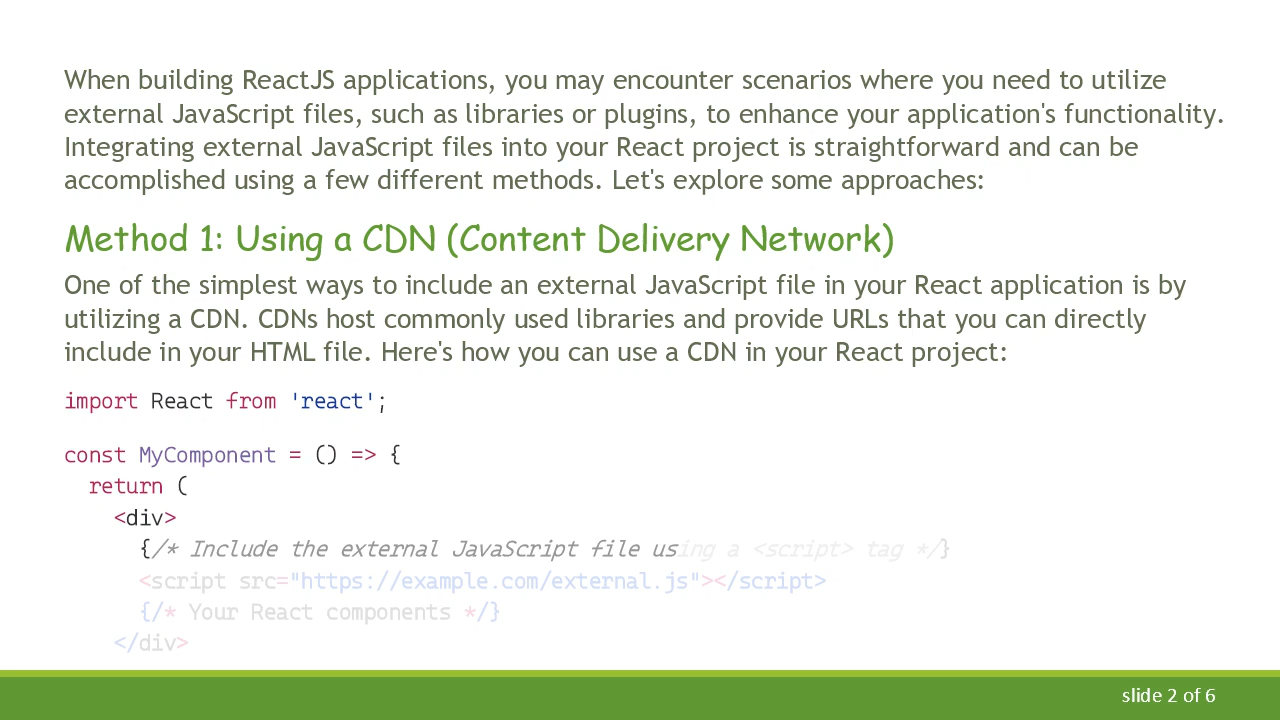 When building ReactJS applications, you may encounter scenarios where you need to utilize
external JavaScript files, such as libraries or plugins, to enhance your application's functionality.
Integrating external JavaScript files into your React project is straightforward and can be
accomplished using a few different methods. Let's explore some approaches:
Method 1: Using a CDN (Content Delivery Network)
One of the simplest ways to include an external JavaScript file in your React application is by
utilizing a CDN. CDNs host commonly used libraries and provide URLs that you can directly
include in your HTML file. Here's how you can use a CDN in your React project:
import React from 'react';
const MyComponent = () => {
  return (
    <div>
      {/* Include the external JavaScript file using a <script> tag */}
      <script src="https://example.com/external.js"></script>
      {/* Your React components */}
    </div>
slide 2 of 6